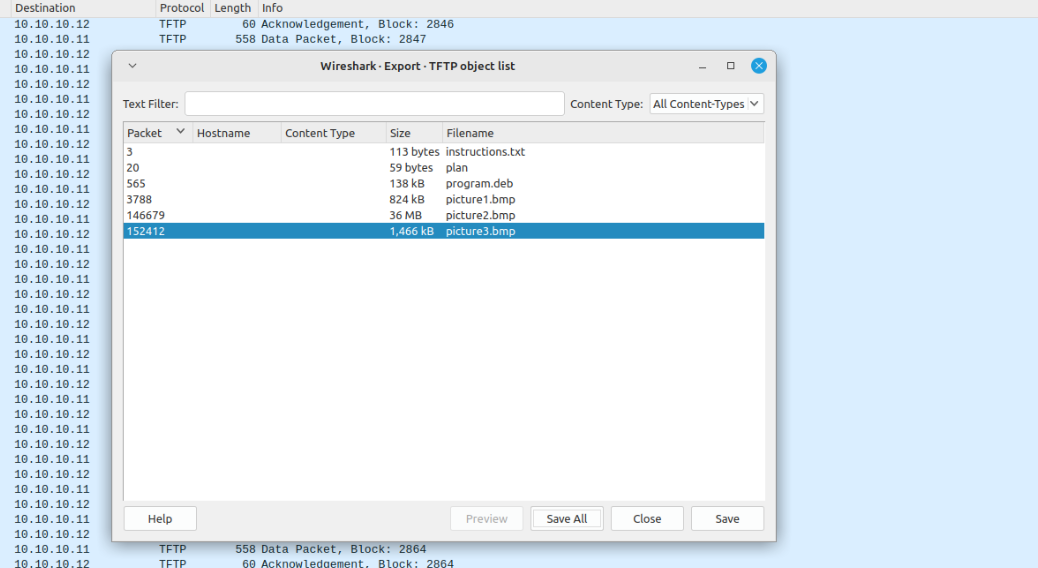 Destination Protocol Length Info
10.10.10.12 TFTP 60 Acknowledgement, Block: 2846
10.10.10.11 TFTP 558 Data Packet, Block: 2847
10.10.10.12
Wireshark · Export · TFTP object list
10.10.10.11
10.10.10.12
10.10.10.11
Text Filter: Content Type: All Content-Types
10.10.10.12
10.10.10.11
Packet Hostname Content Type Size Filename
10.10.10.12
3 113 bytes instructions.txt
10.10.10.11
20 59 bytes plan
10.10.10.12
565 138 kB program.deb
10.10.10.11
3788 824 kB picture1.bmp
10.10.10.12
146679 36 MB picture2.bmp
10.10.10.11
152412 1,466 kB picture3.bmp
10.10.10.12
10.10.10.11
10.10.10.12
10.10.10.11
10.10.10.12
10.10.10.11
10.10.10.12
10.10.10.11
10.10.10.12
10.10.10.11
10.10.10.12
10.10.10.11
10.10.10.12
10.10.10.11
10.10.10.12
10.10.10.11
10.10.10.12
10.10.10.11
10.10.10.12
10.10.10.11
Help Preview Save All Close Save
10.10.10.12
10.10.10.11 TFTP 558 Data Packet, Block: 2864
10.10.10.12 TFTP 60 Acknowledgement, Block: 2864